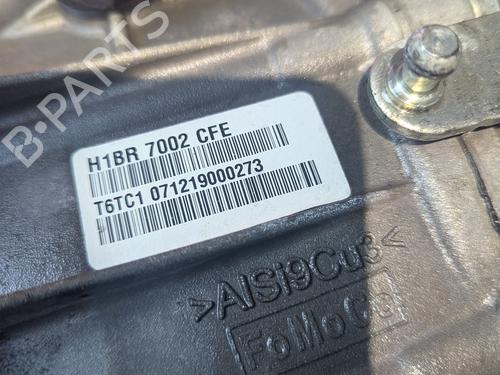 B-PARTS
H1BR 7002 CFE
T6TC1 071219000273
>AlSi9Cu3<
FoMoCo